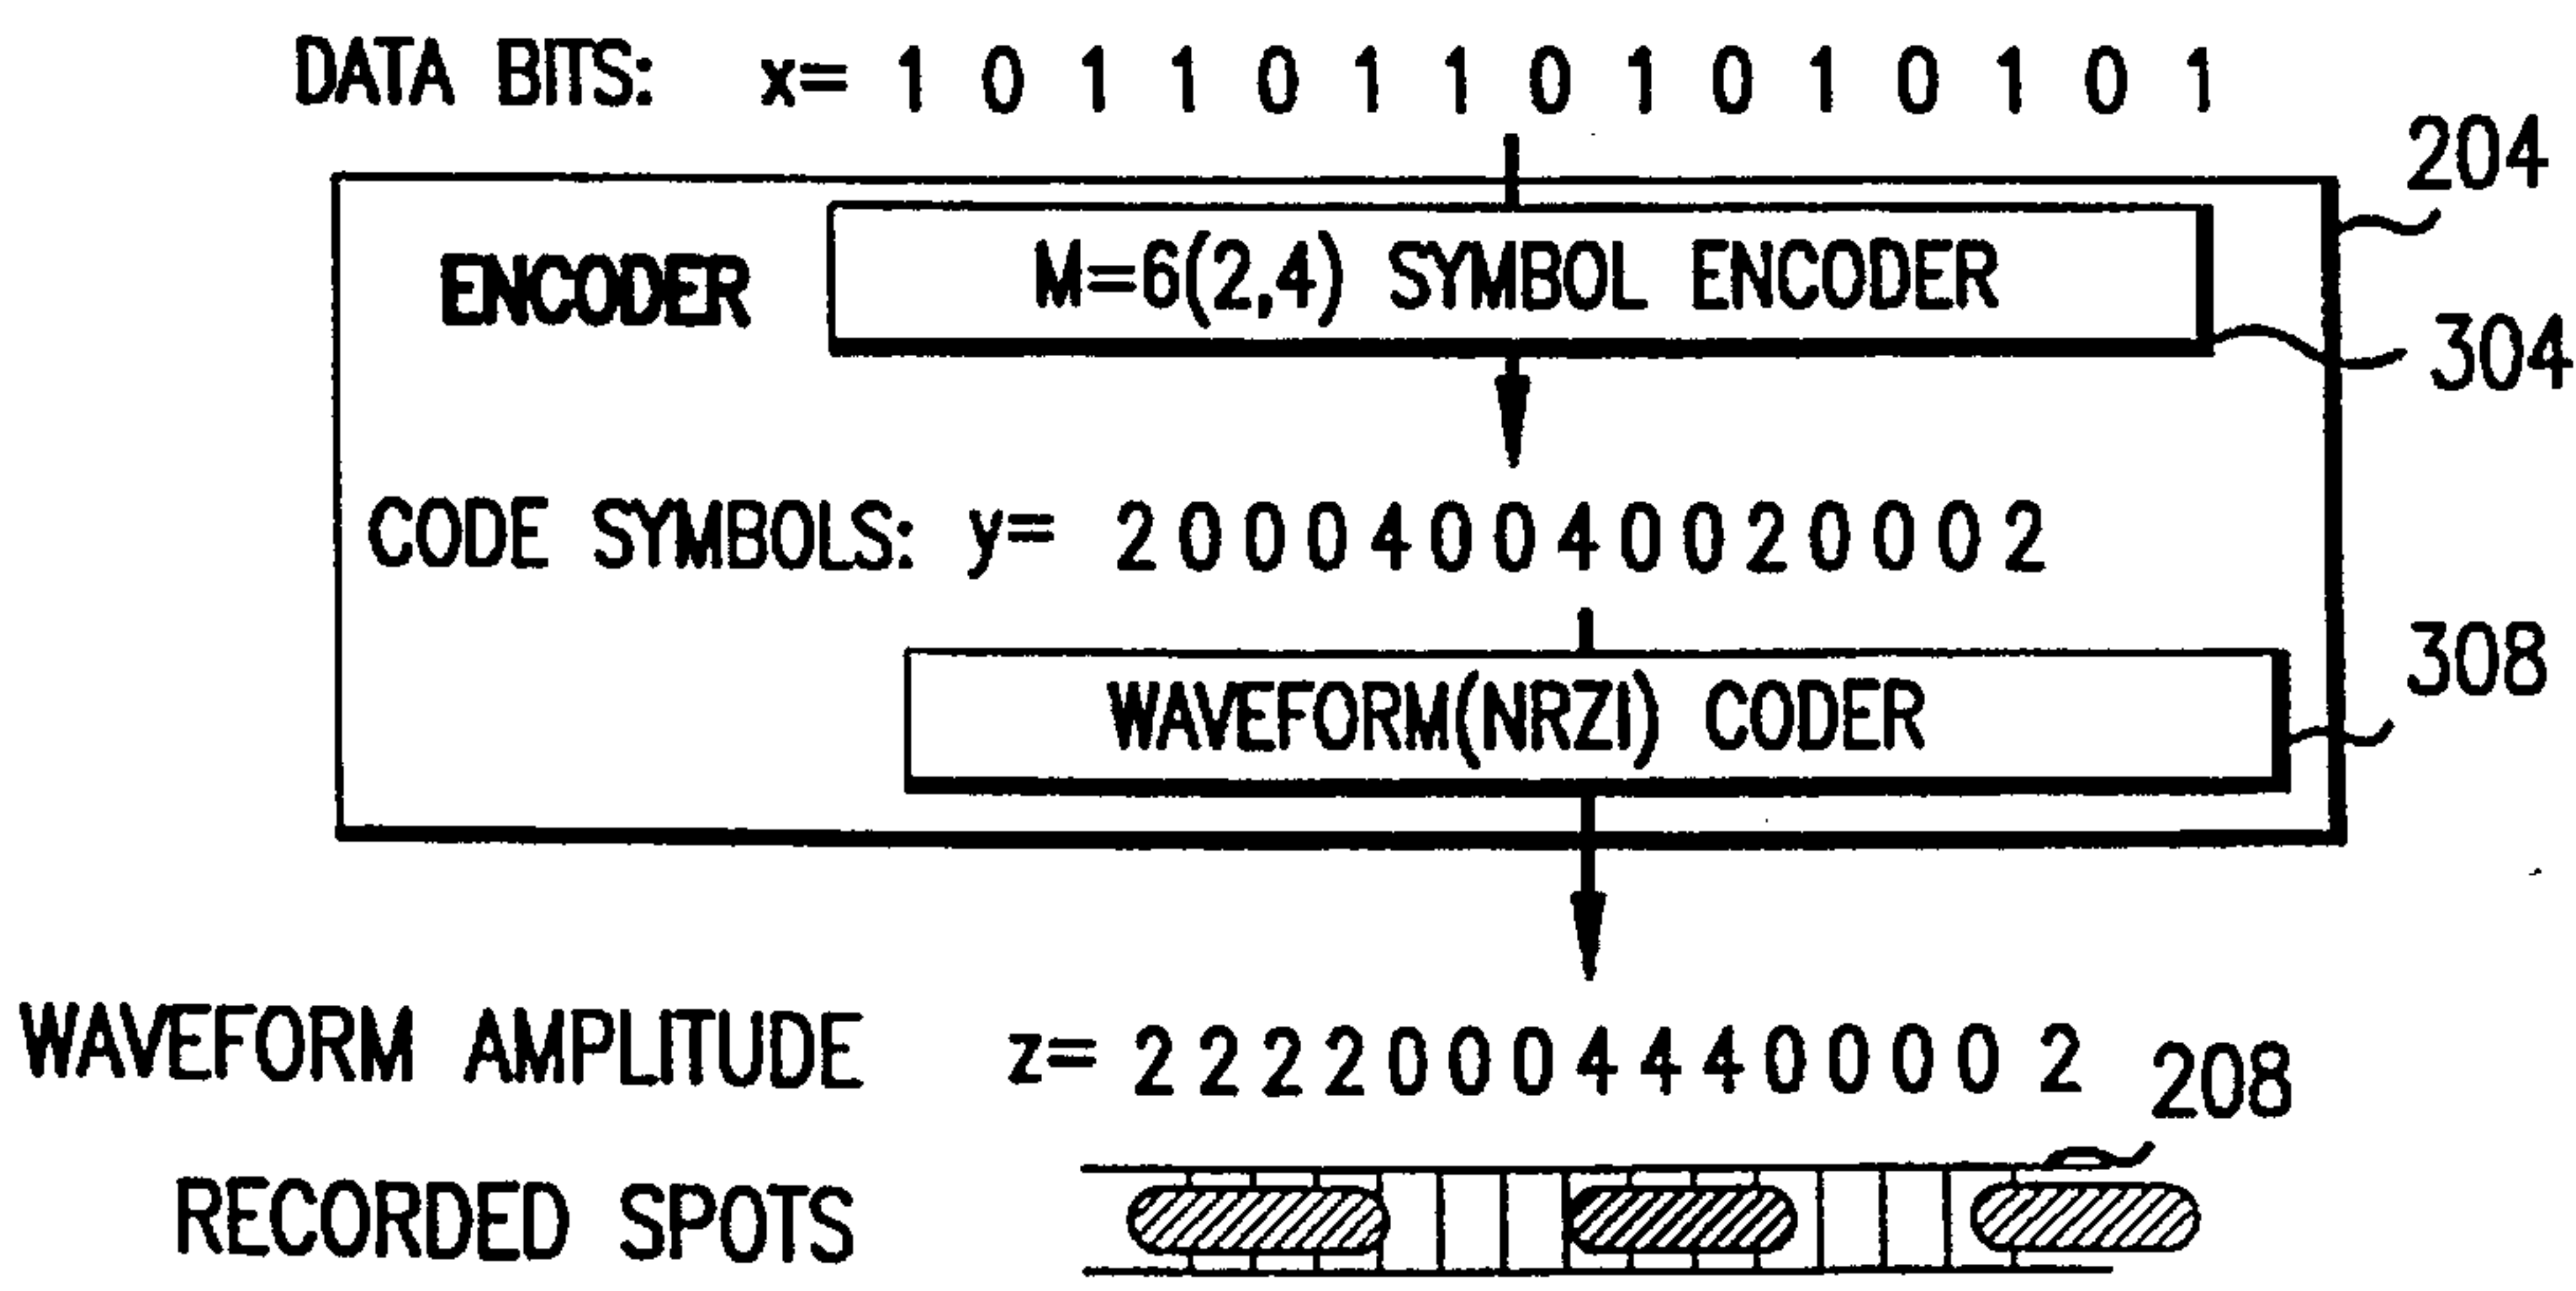 DATA BITS: x= 1 0 1 1 0 1 1 0 1 0 1 0 1 0 1
204
ENCODER
M=6(2,4) SYMBOL ENCODER
304
CODE SYMBOLS: y= 2 0 0 0 4 0 0 4 0 0 2 0 0 0 2
308
WAVEFORM(NRZI) CODER
WAVEFORM AMPLITUDE z= 2 2 2 2 0 0 0 4 4 4 0 0 0 0 2
208
RECORDED SPOTS